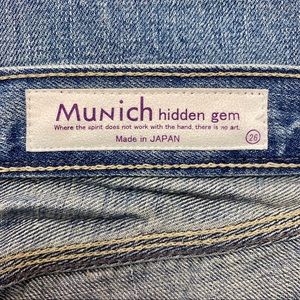 MUNich hidden gem
Where the spirit does not work with the hand, there is no art.
Made in JAPAN
26